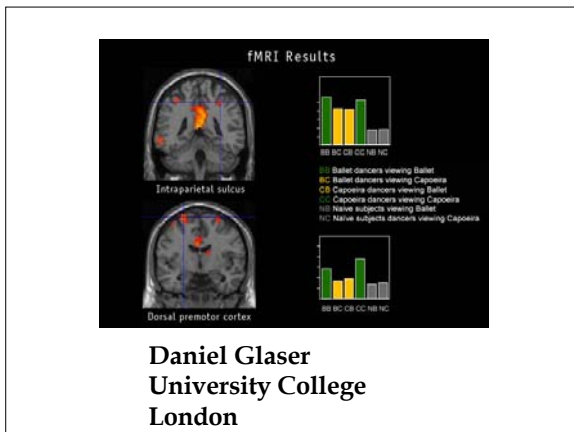 fMRI Results
BB BC CB CC NB NC
Intraparietal sulcus
BB Ballet dancers viewing Ballet
BC Ballet dancers viewing Capoeira
CB Capoeira dancers viewing Ballet
CC Capoeira dancers viewing Capoeira
NB Naive subjects viewing Ballet
NC Naive subjects dancers viewing Capoeira
Dorsal premotor cortex
BB BC CB CC NB NC
Daniel Glaser
University College
London